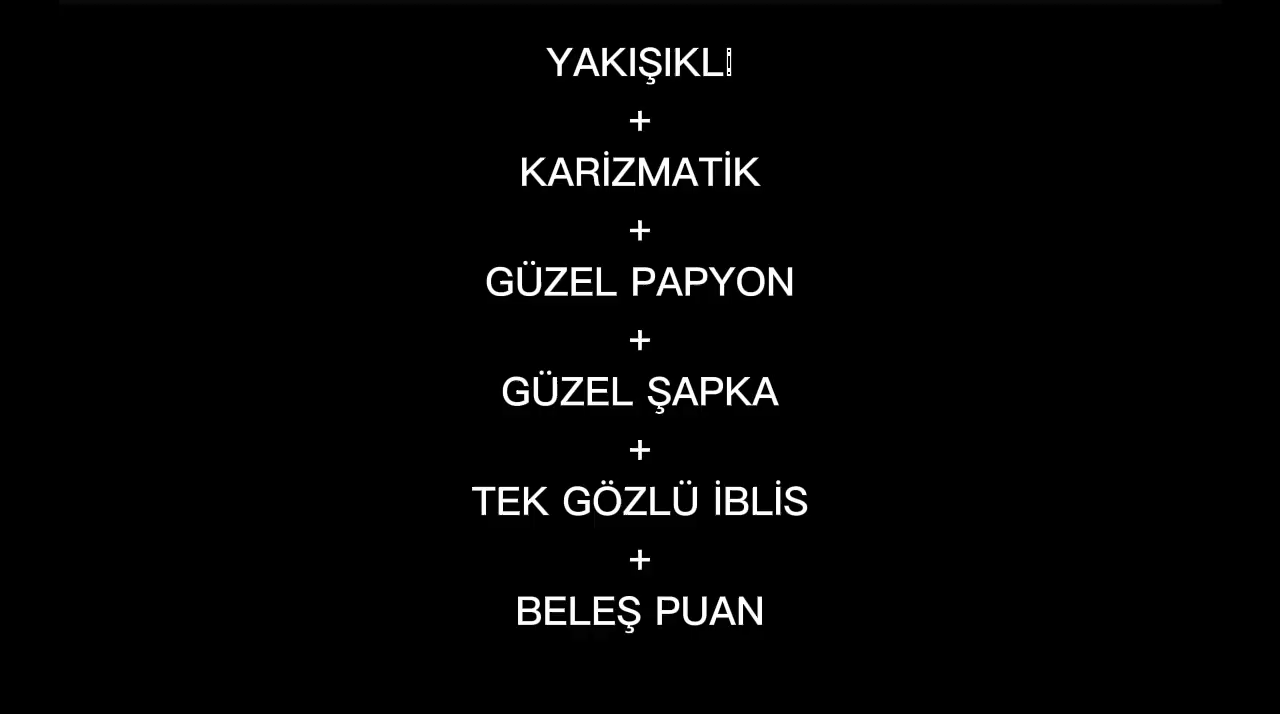 YAKIŞIKLI
+
KARİZMATİK
+
GÜZEL PAPYON
+
GÜZEL ŞAPKA
+
TEK GÖZLÜ İBLİS
+
BELEŞ PUAN